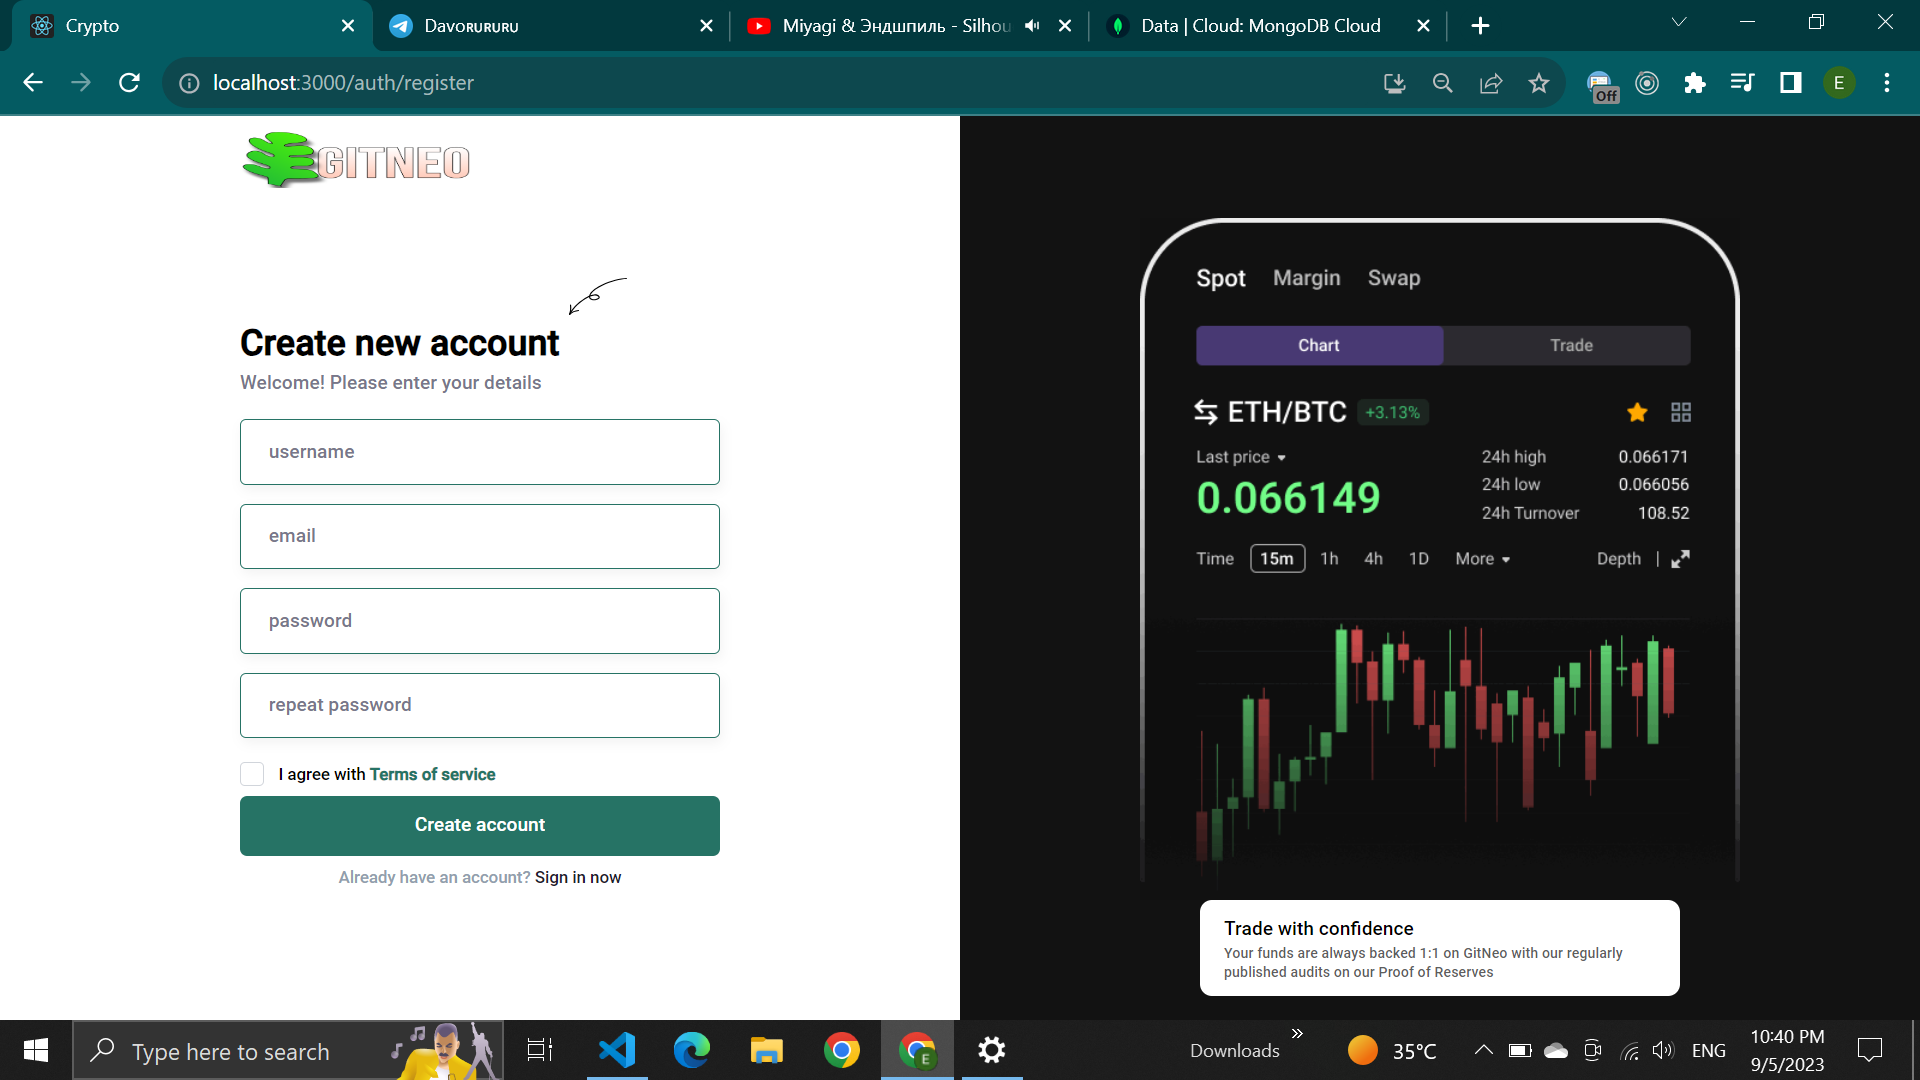 Crypto
Davoʀᴜʀᴜʀᴜ
Miyagi & Эндшпиль - Silhou
Data | Cloud: MongoDB Cloud
localhost:3000/auth/register
Off
E
GITNEO
Create new account
Welcome! Please enter your details
username
email
password
repeat password
I agree with Terms of service
Create account
Already have an account? Sign in now
Spot Margin Swap
Chart Trade
ETH/BTC +3.13%
Last price
0.066149
24h high 0.066171
24h low 0.066056
24h Turnover 108.52
Time 15m 1h 4h 1D More Depth
Trade with confidence
Your funds are always backed 1:1 on GitNeo with our regularly
published audits on our Proof of Reserves
Type here to search
E
Downloads
35°C
ENG
10:40 PM
9/5/2023